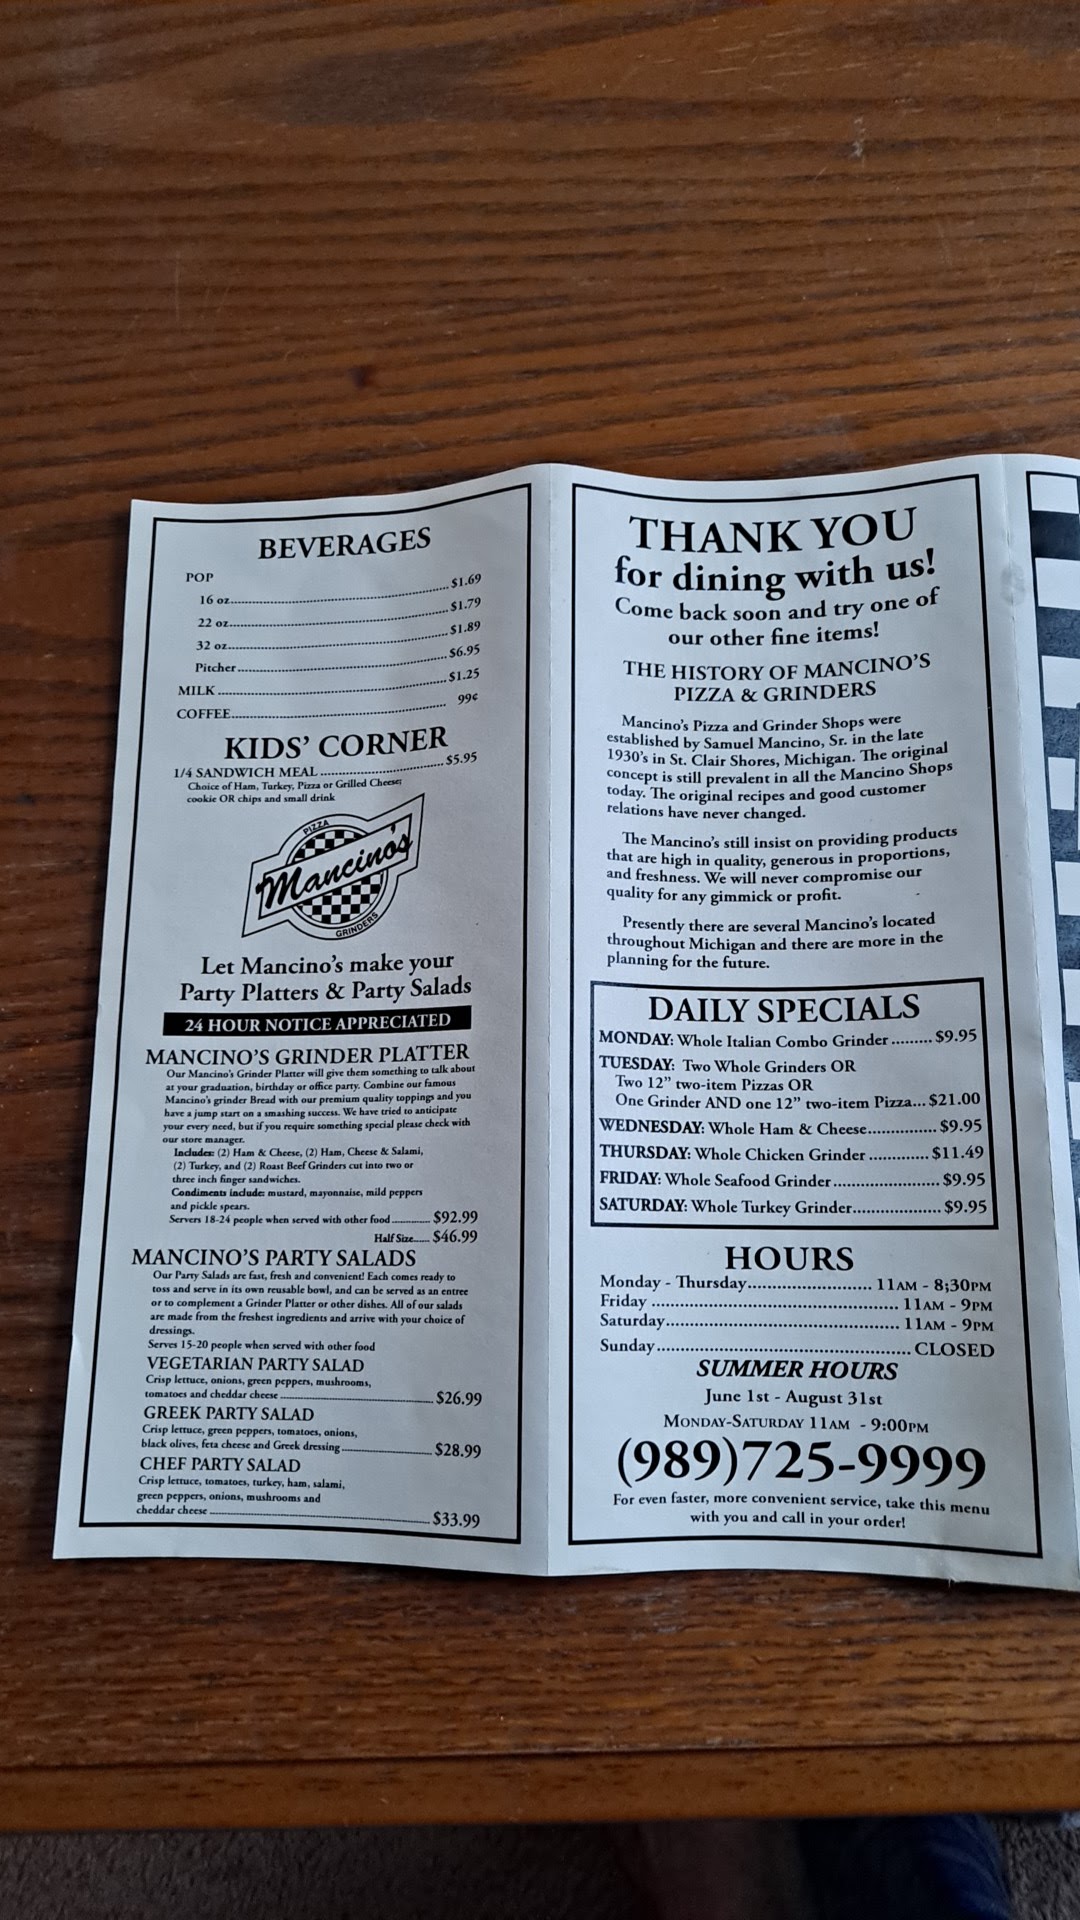 BEVERAGES
POP
16 oz. $1.69
22 oz. $1.79
32 oz. $1.89
Pitcher $6.95
MILK $1.25
COFFEE 99¢
KIDS' CORNER
1/4 SANDWICH MEAL $5.95
Choice of Ham, Turkey, Pizza or Grilled Cheese;
cookie OR chips and small drink
PIZZA
Mancino's
GRINDERS
Let Mancino's make your
Party Platters & Party Salads
24 HOUR NOTICE APPRECIATED
MANCINO'S GRINDER PLATTER
Our Mancino's Grinder Platter will give them something to talk about
at your graduation, birthday or office party. Combine our famous
Mancino's grinder Bread with our premium quality toppings and you
have a jump start on a smashing success. We have tried to anticipate
your every need, but if you require something special please check with
our store manager.
Includes: (2) Ham & Cheese, (2) Ham, Cheese & Salami,
(2) Turkey, and (2) Roast Beef Grinders cut into two or
three inch finger sandwiches.
Condiments include: mustard, mayonnaise, mild peppers
and pickle spears.
Servers 18-24 people when served with other food $92.99
Half Size $46.99
MANCINO'S PARTY SALADS
Our Party Salads are fast, fresh and convenient! Each comes ready to
toss and serve in its own reusable bowl, and can be served as an entree
or to complement a Grinder Platter or other dishes. All of our salads
are made from the freshest ingredients and arrive with your choice of
dressings.
Serves 15-20 people when served with other food
VEGETARIAN PARTY SALAD
Crisp lettuce, onions, green peppers, mushrooms,
tomatoes and cheddar cheese $26.99
GREEK PARTY SALAD
Crisp lettuce, green peppers, tomatoes, onions,
black olives, feta cheese and Greek dressing $28.99
CHEF PARTY SALAD
Crisp lettuce, tomatoes, turkey, ham, salami,
green peppers, onions, mushrooms and
cheddar cheese $33.99
THANK YOU
for dining with us!
Come back soon and try one of
our other fine items!
THE HISTORY OF MANCINO'S
PIZZA & GRINDERS
Mancino's Pizza and Grinder Shops were
established by Samuel Mancino, Sr. in the late
1930's in St. Clair Shores, Michigan. The original
concept is still prevalent in all the Mancino Shops
today. The original recipes and good customer
relations have never changed.
The Mancino's still insist on providing products
that are high in quality, generous in proportions,
and freshness. We will never compromise our
quality for any gimmick or profit.
Presently there are several Mancino's located
throughout Michigan and there are more in the
planning for the future.
DAILY SPECIALS
MONDAY: Whole Italian Combo Grinder ......... $9.95
TUESDAY: Two Whole Grinders OR
Two 12" two-item Pizzas OR
One Grinder AND one 12" two-item Pizza... $21.00
WEDNESDAY: Whole Ham & Cheese............... $9.95
THURSDAY: Whole Chicken Grinder ............. $11.49
FRIDAY: Whole Seafood Grinder....................... $9.95
SATURDAY: Whole Turkey Grinder.................... $9.95
HOURS
Monday - Thursday 11AM - 8;30PM
Friday 11AM - 9PM
Saturday 11AM - 9PM
Sunday CLOSED
SUMMER HOURS
June 1st - August 31st
MONDAY-SATURDAY 11AM - 9:00PM
(989)725-9999
For even faster, more convenient service, take this menu
with you and call in your order!